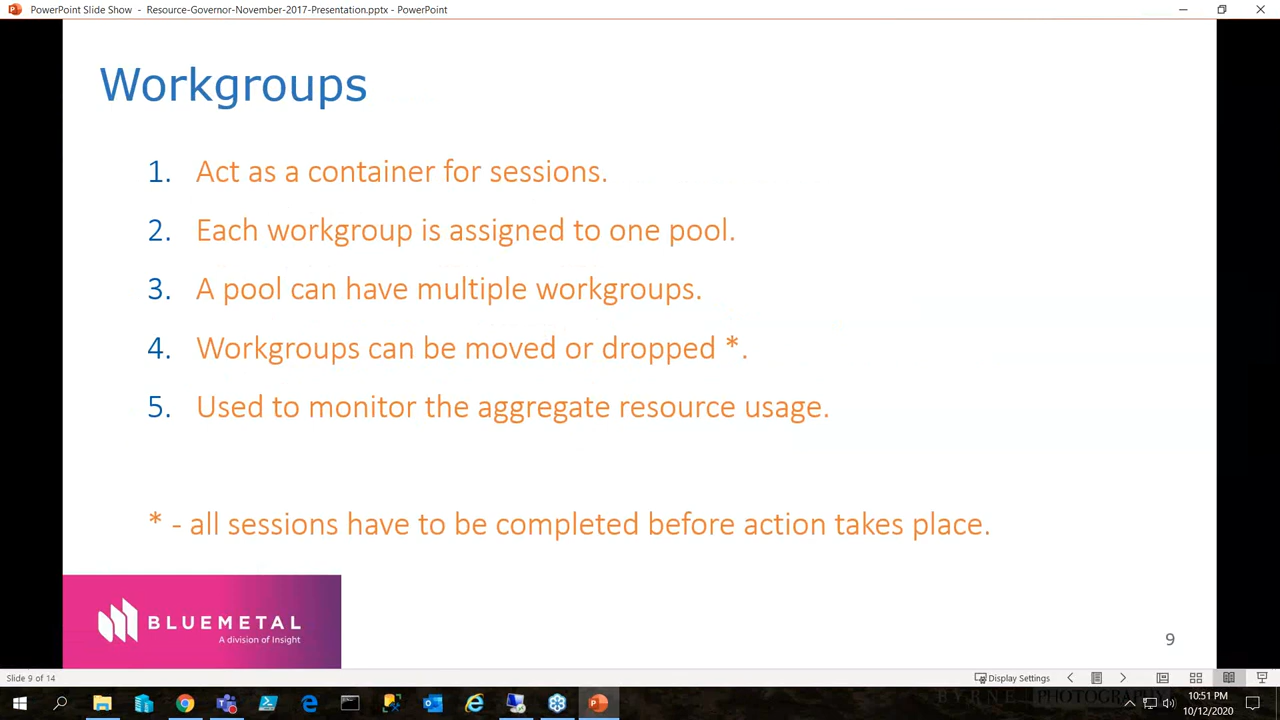 PowerPoint Slide Show - Resource-Governor-November-2017-Presentation.pptx - PowerPoint
Workgroups
1. Act as a container for sessions.
2. Each workgroup is assigned to one pool.
3. A pool can have multiple workgroups.
4. Workgroups can be moved or dropped *.
5. Used to monitor the aggregate resource usage.
* - all sessions have to be completed before action takes place.
BLUEMETAL
A division of Insight
9
Slide 9 of 14
Display Settings
BYRNE PHOTOGRAPHY
10:51 PM
10/12/2020